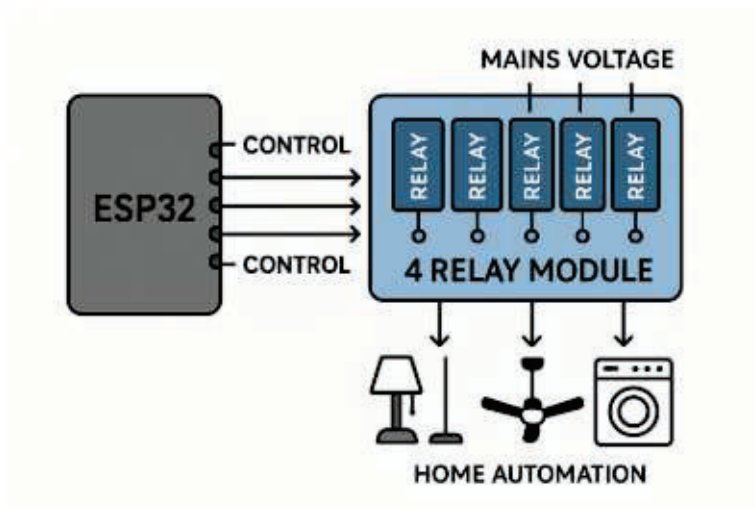 MAINS VOLTAGE
CONTROL
ESP32
CONTROL
RELAY
RELAY
RELAY
RELAY
RELAY
4 RELAY MODULE
HOME AUTOMATION